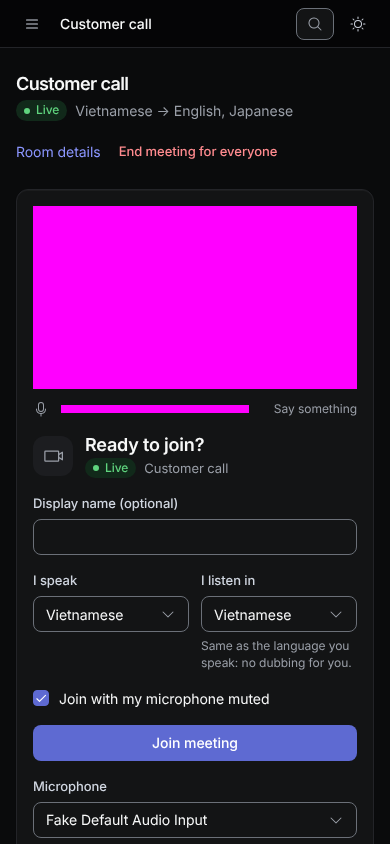 Customer call
Customer call
Live Vietnamese → English, Japanese
Room details End meeting for everyone
Say something
Ready to join?
Live Customer call
Display name (optional)
I speak I listen in
Vietnamese Vietnamese
Same as the language you
speak: no dubbing for you.
Join with my microphone muted
Join meeting
Microphone
Fake Default Audio Input